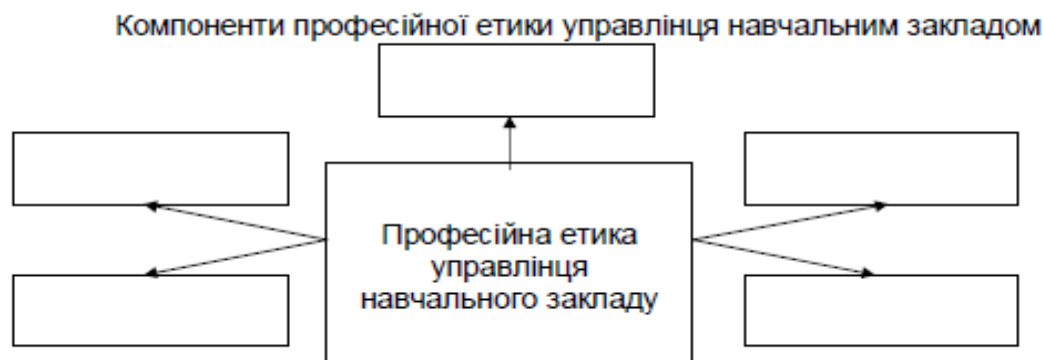 Компоненти професійної етики управлінця навчальним закладом
Професійна етика
управлінця
навчального закладу